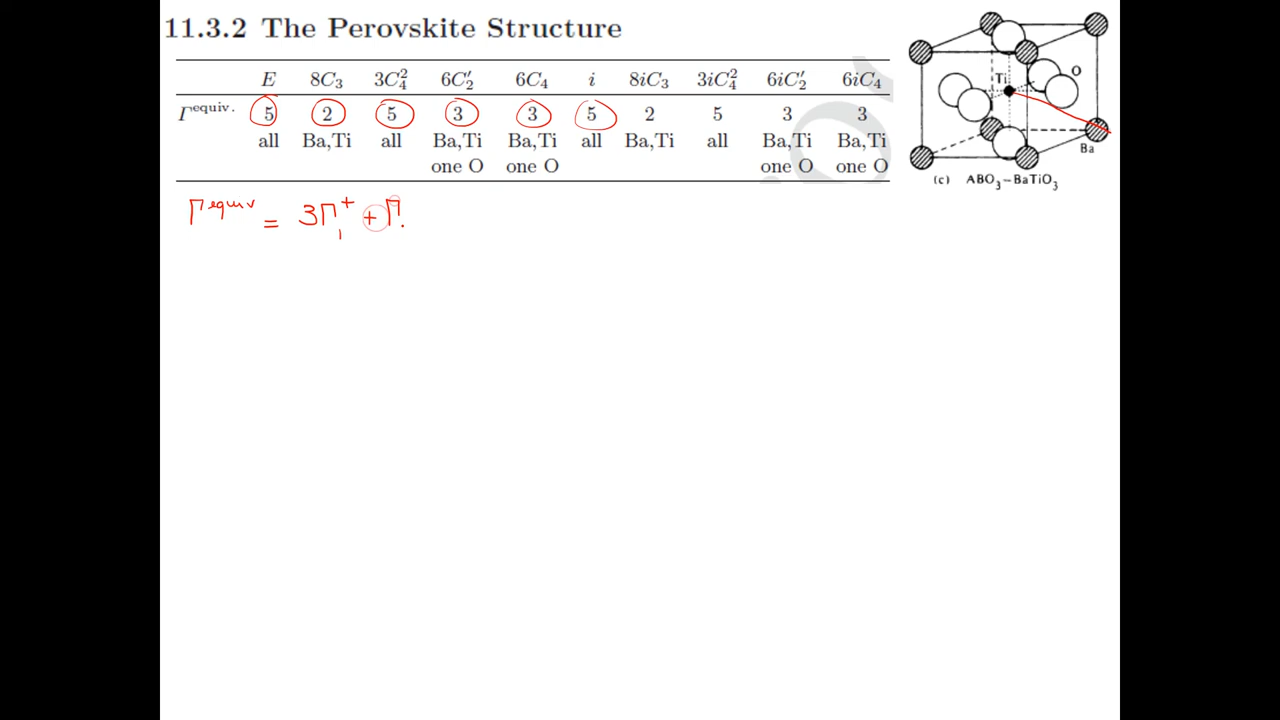 11.3.2 The Perovskite Structure
E 8C₃ 3C₄² 6C₂′ 6C₄ i 8iC₃ 3iC₄² 6iC₂′ 6iC₄
Γ^equiv. 5 2 5 3 3 5 2 5 3 3
all Ba,Ti all Ba,Ti Ba,Ti all Ba,Ti all Ba,Ti Ba,Ti
one O one O one O one O
Ti O
Ba
(c) ABO₃–BaTiO₃
Γ^equiv = 3Γ₁⁺ + Γ